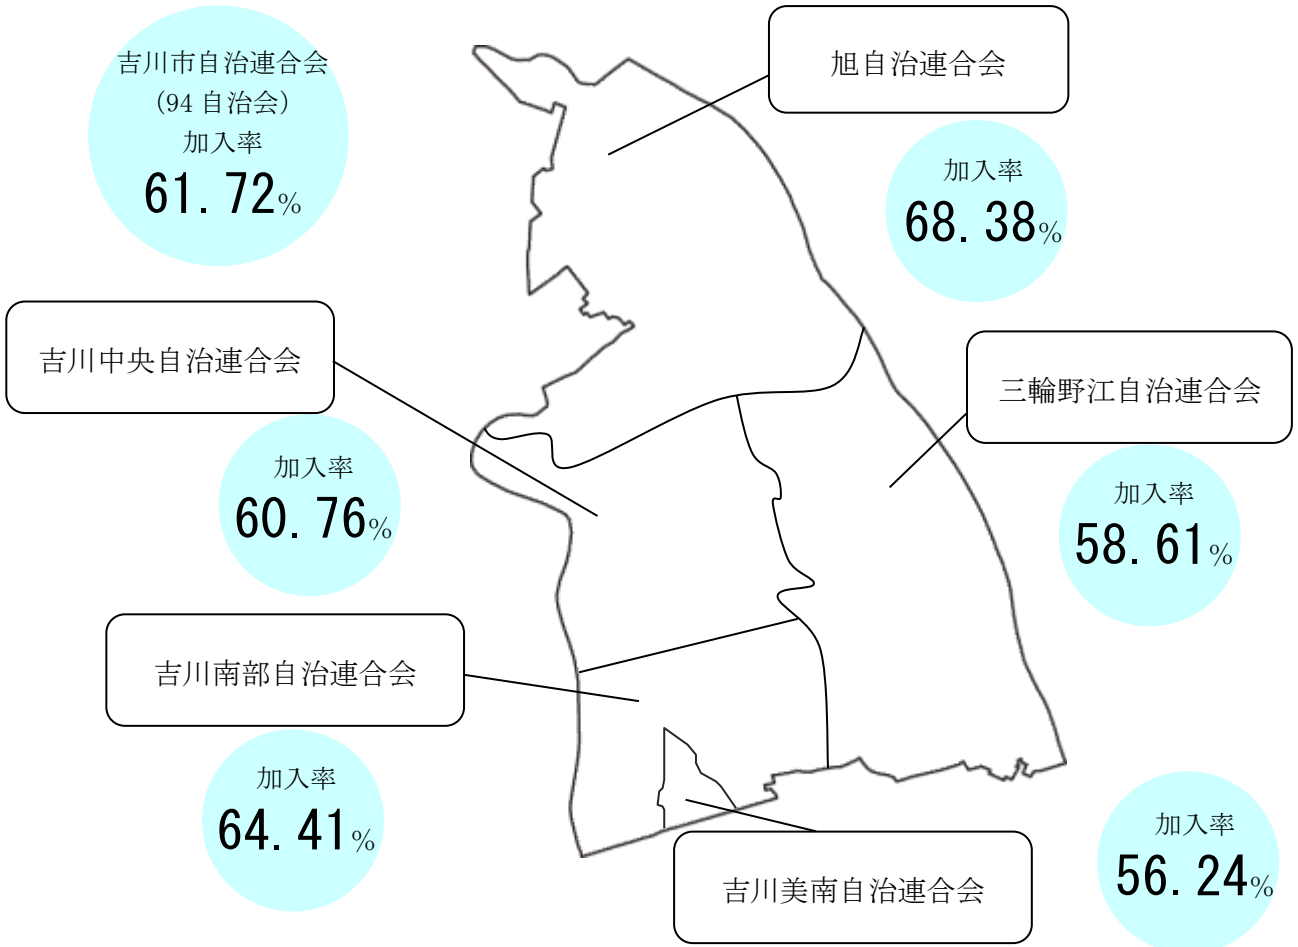 吉川市自治連合会
（94 自治会）
加入率
61.72%
旭自治連合会
加入率
68.38%
吉川中央自治連合会
加入率
60.76%
三輪野江自治連合会
加入率
58.61%
吉川南部自治連合会
加入率
64.41%
吉川美南自治連合会
加入率
56.24%